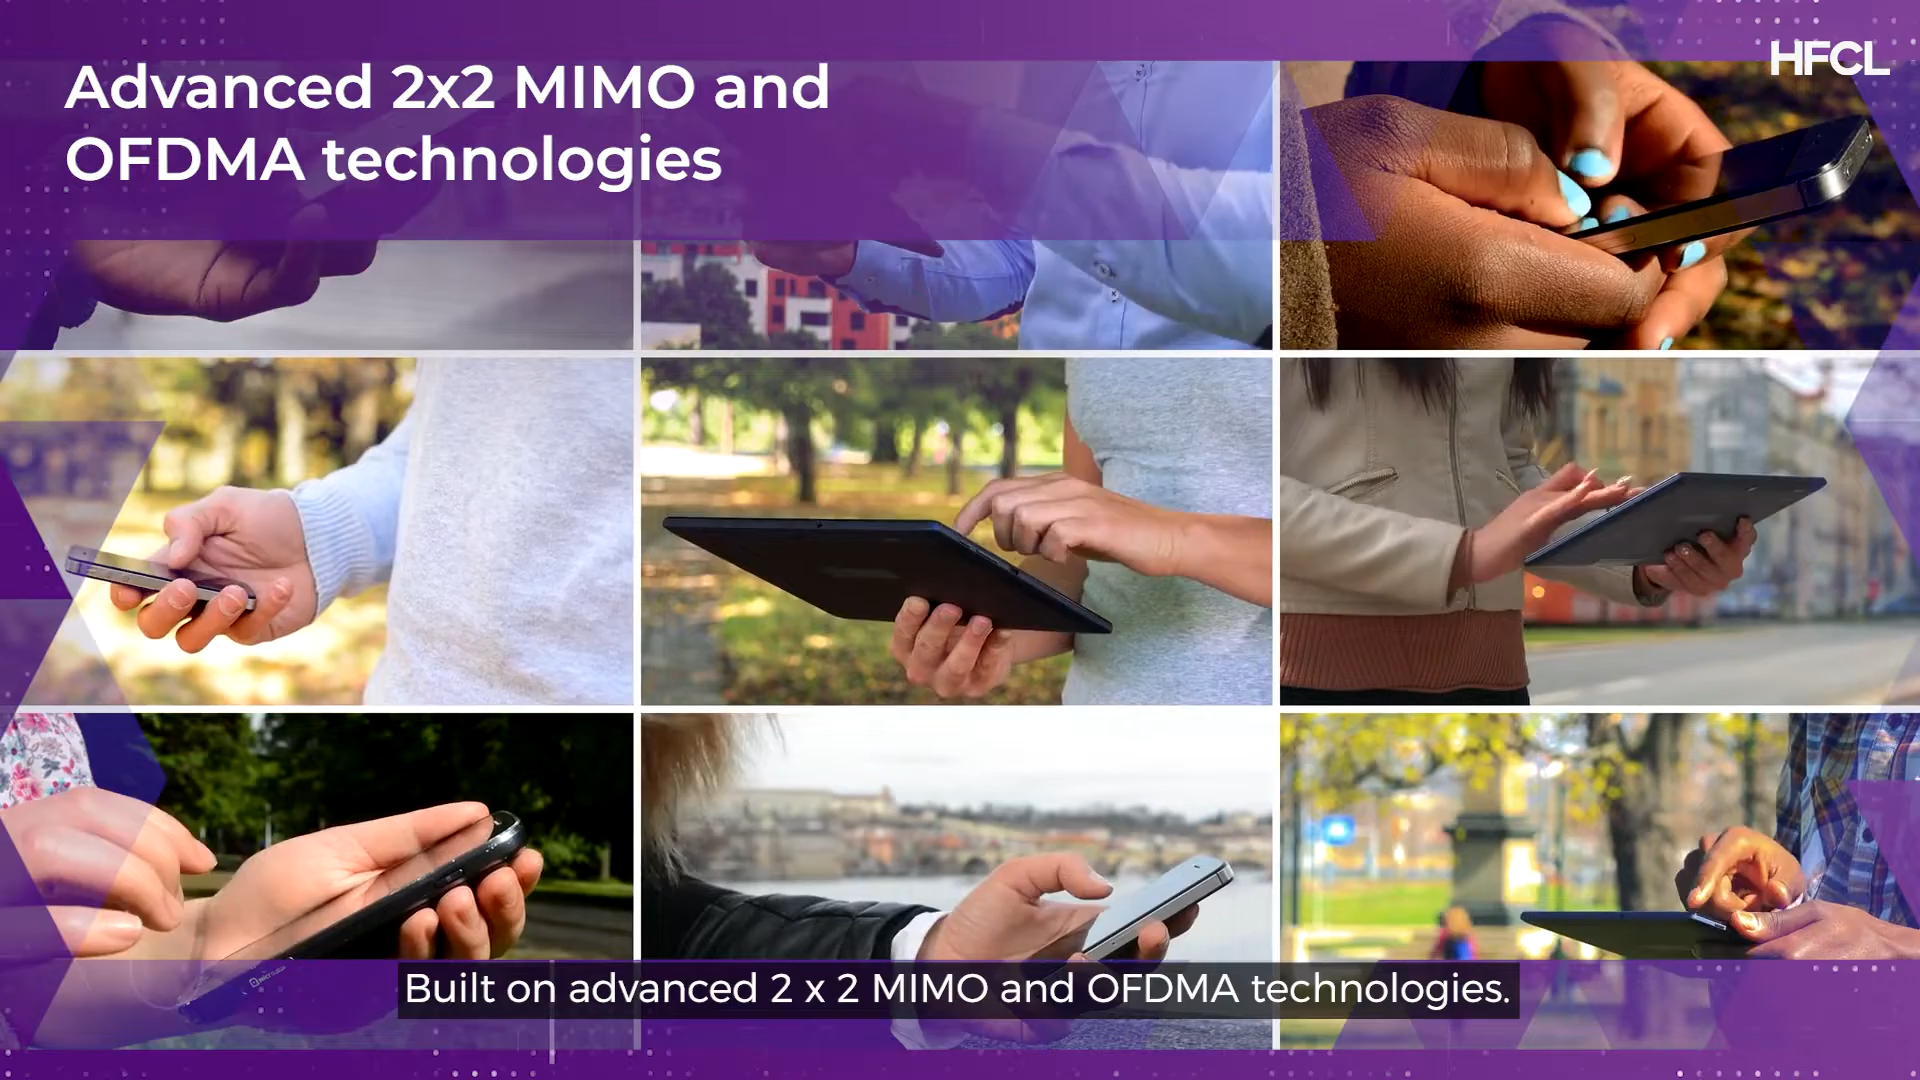 HFCL
Advanced 2x2 MIMO and
OFDMA technologies
Built on advanced 2 x 2 MIMO and OFDMA technologies.